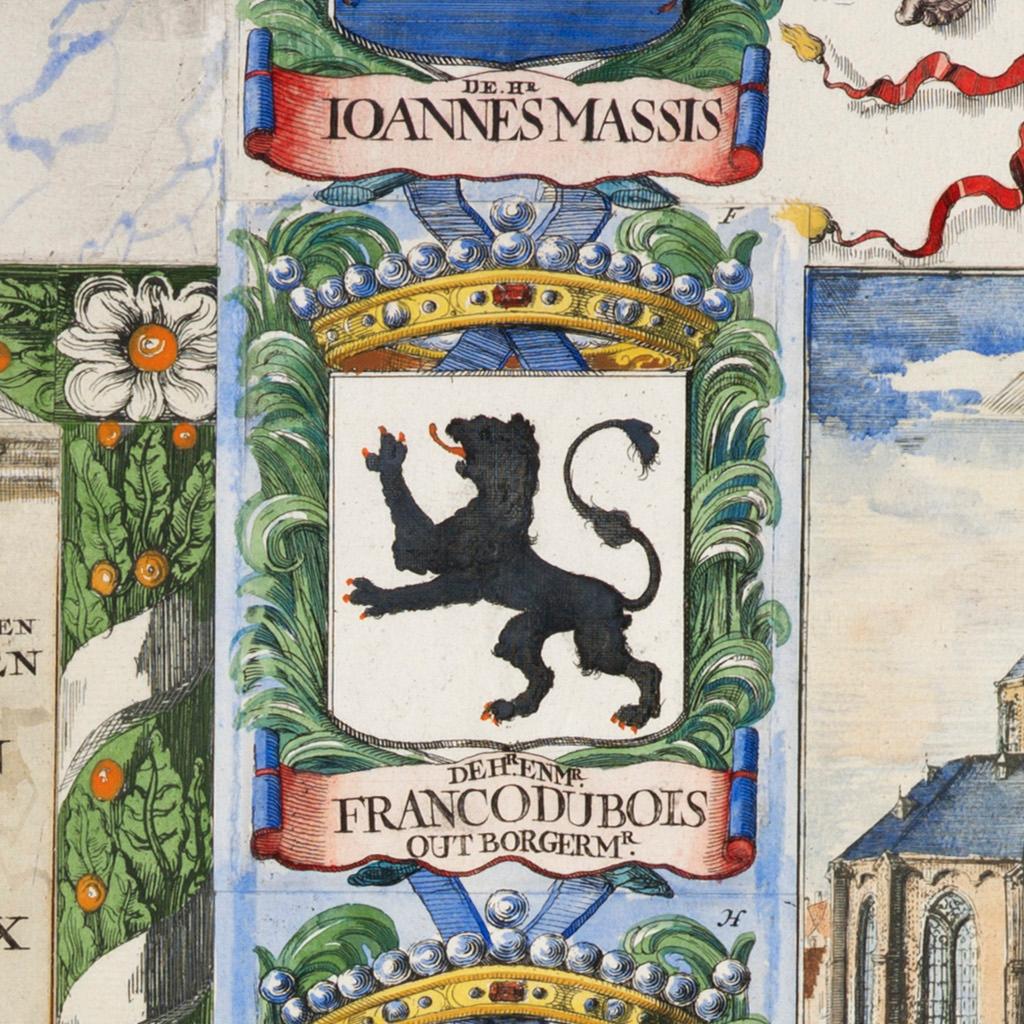 DE. Hᴿ
IOANNES MASSIS
F
EN
EN
DE Hᴿ. EN Mᴿ.
FRANCO DU BOIS
OUT BORGERMᴿ.
X
H